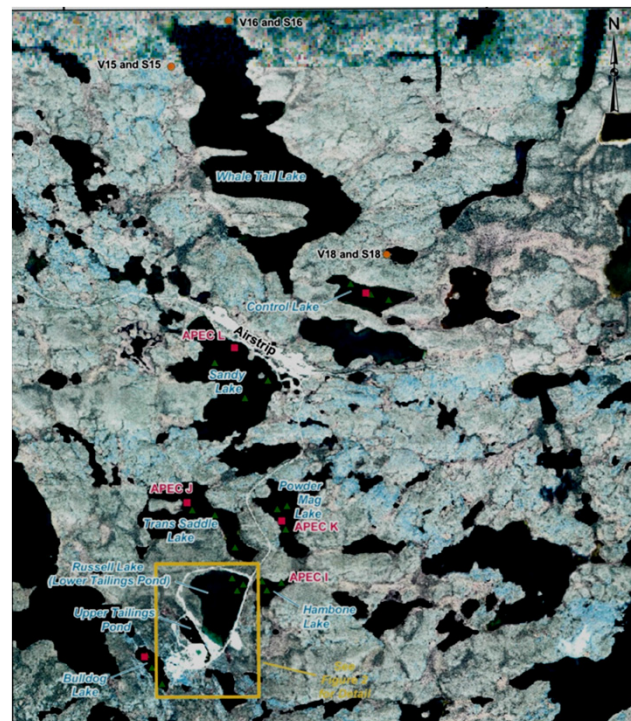 V16 and S16
N
V15 and S15
Whale Tail Lake
V18 and S18
Control Lake
APEC L
Airstrip
Sandy
Lake
APEC J
Trans Saddle
Lake
Powder
Mag
Lake
APEC K
Russell Lake
(Lower Tailings Pond)
APEC I
Hambone
Lake
Upper Tailings
Pond
Bulldog
Lake
See
Figure
for Detail